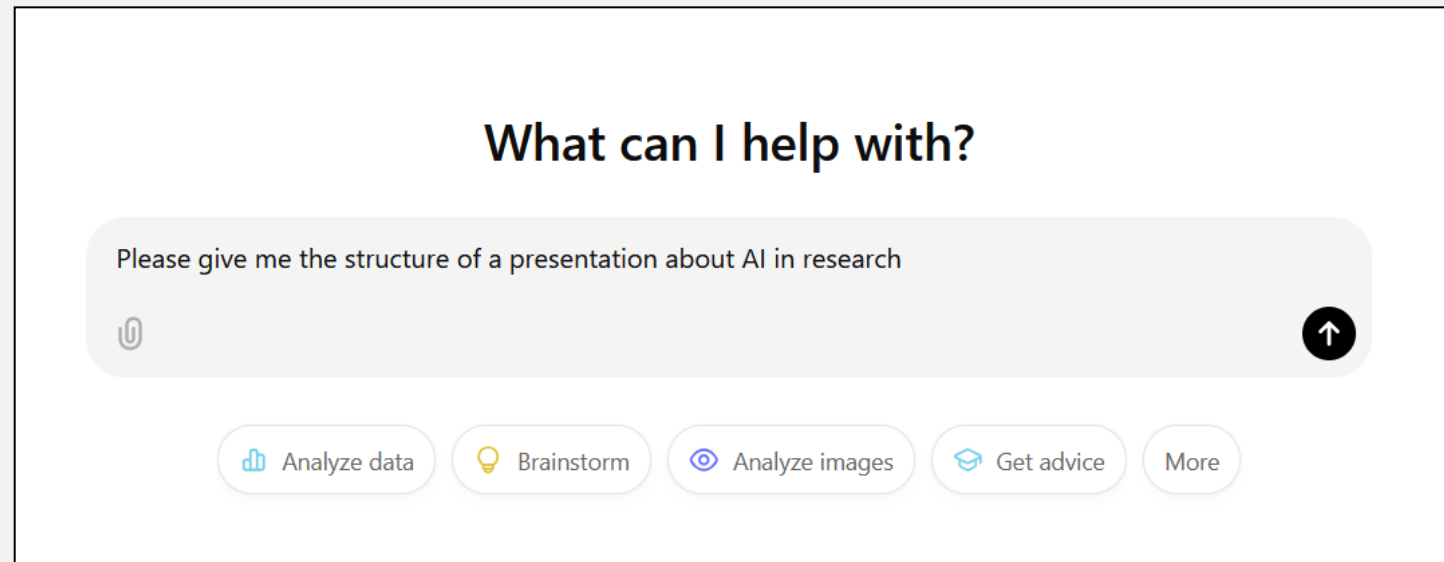 What can I help with?
Please give me the structure of a presentation about AI in research
Analyze data Brainstorm Analyze images Get advice More